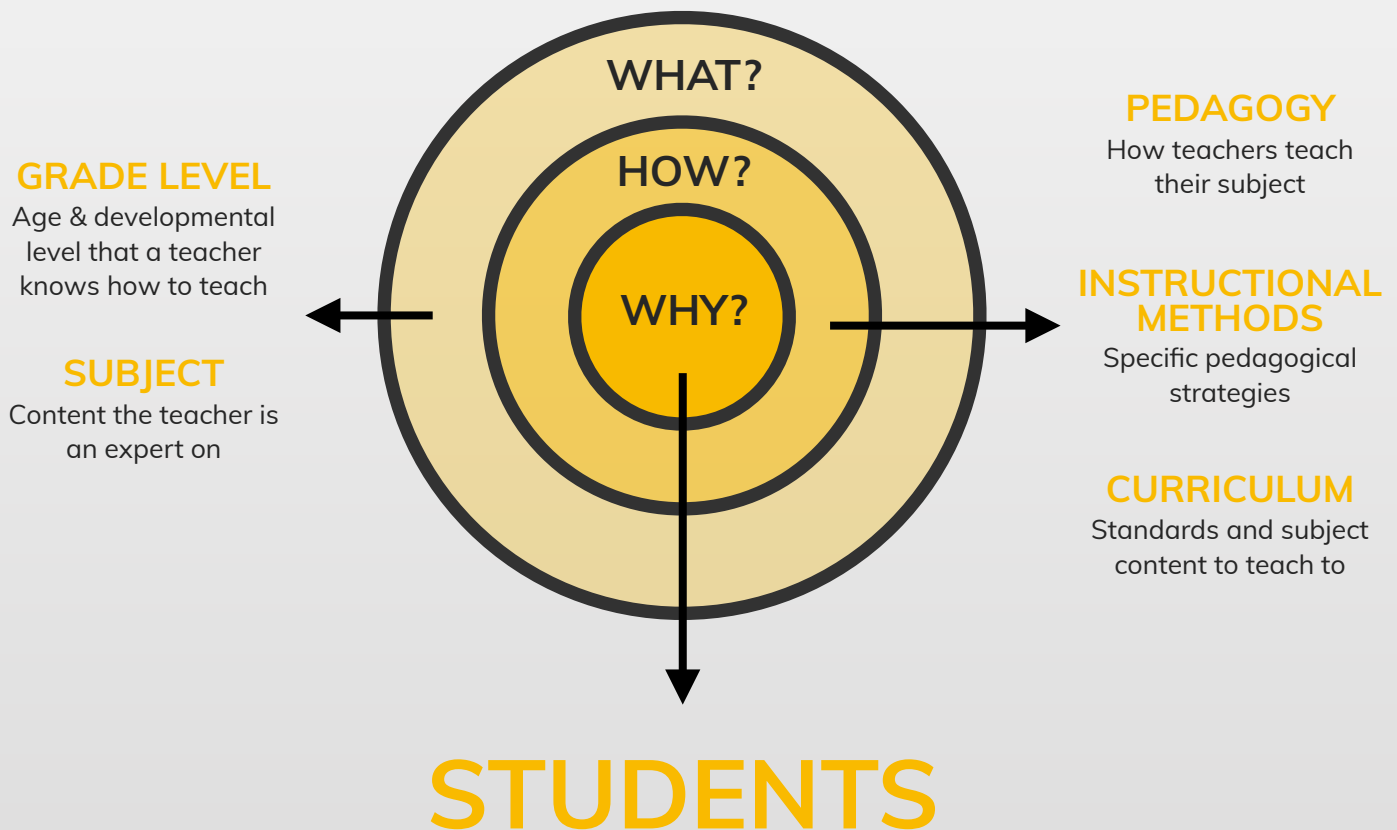 WHAT?
HOW?
WHY?
GRADE LEVEL
Age & developmental
level that a teacher
knows how to teach
SUBJECT
Content the teacher is
an expert on
PEDAGOGY
How teachers teach
their subject
INSTRUCTIONAL
METHODS
Specific pedagogical
strategies
CURRICULUM
Standards and subject
content to teach to
STUDENTS